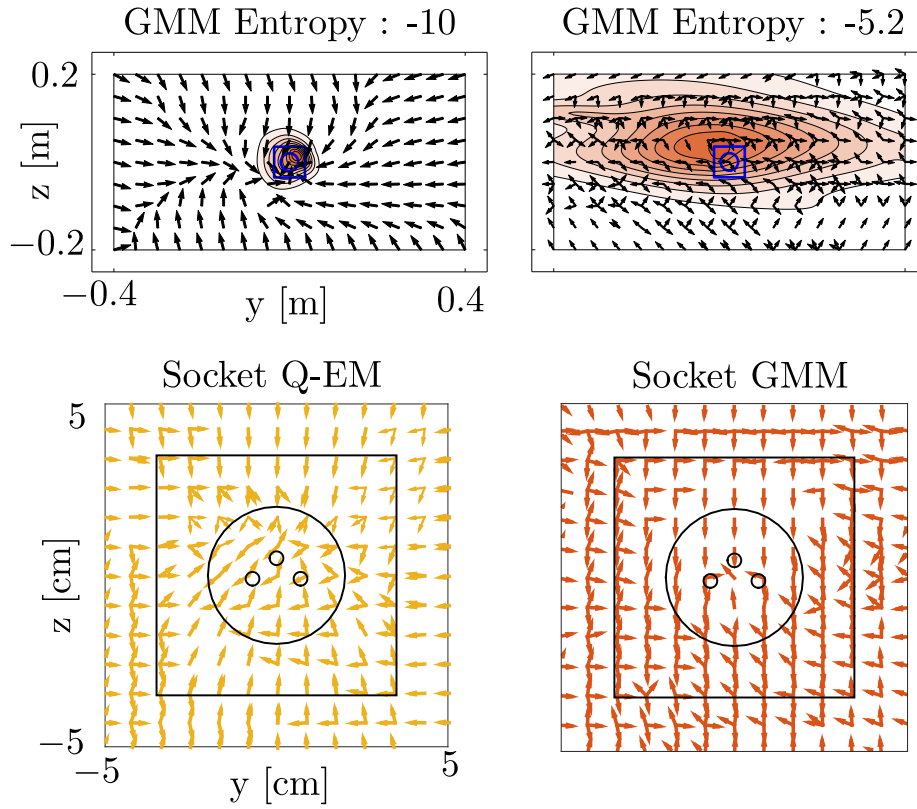 GMM Entropy : -10
GMM Entropy : -5.2
0.2
z [m]
−0.2
−0.4
0.4
y [m]
Socket Q-EM
Socket GMM
5
z [cm]
−5
−5
5
y [cm]